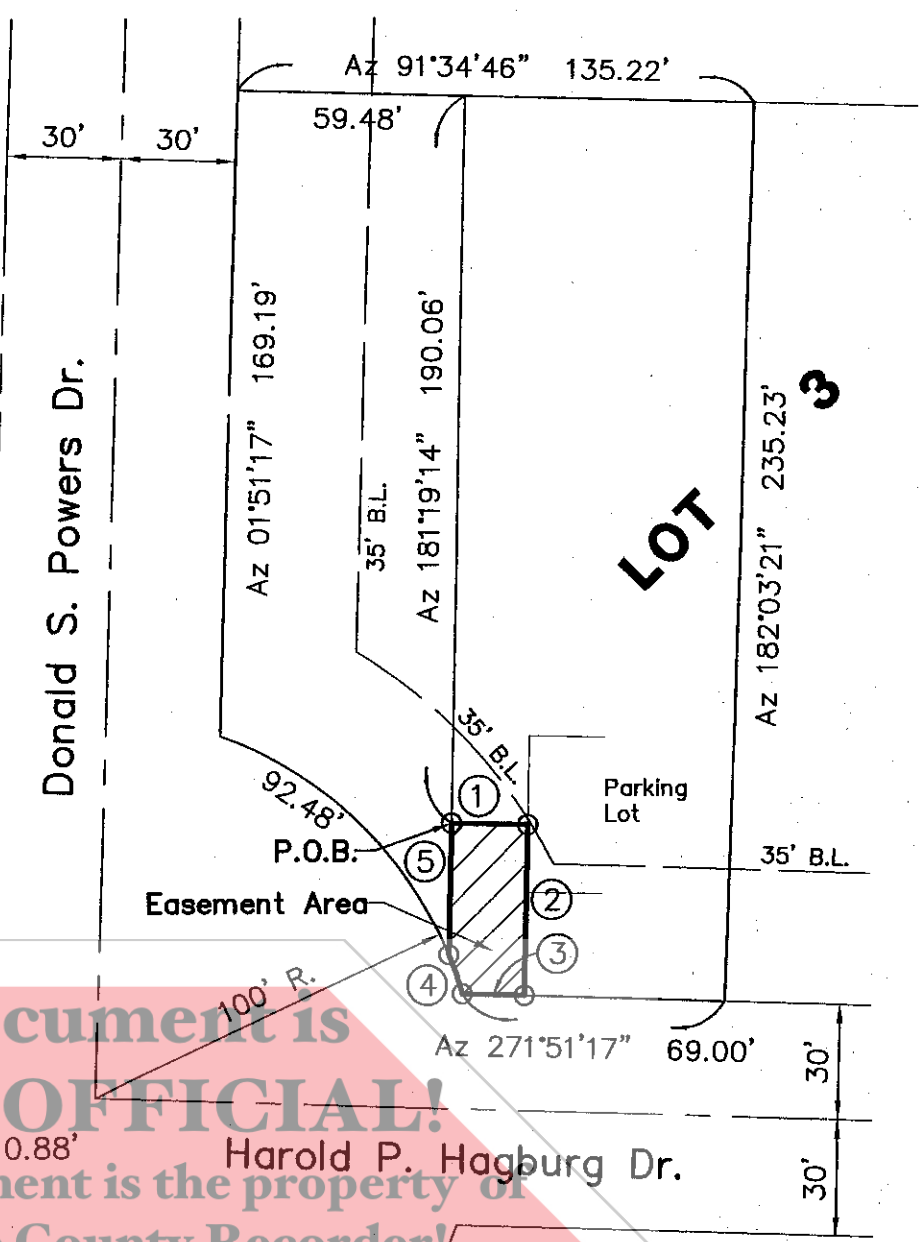 Az 91°34'46" 135.22'
59.48'
30'
30'
Az 01°51'17" 169.19'
Az 181°19'14" 190.06'
35' B.L.
Donald S. Powers Dr.
LOT 3
Az 182°03'21" 235.23'
35' B.L.
92.48'
1
Parking
Lot
P.O.B.
5
35' B.L.
Easement Area
2
3
4
100' R.
Az 271°51'17" 69.00'
30'
30'
cument is
OFFICIAL!
0.88'
Harold P. Hagburg Dr.
ent is the property of
County Recorder!